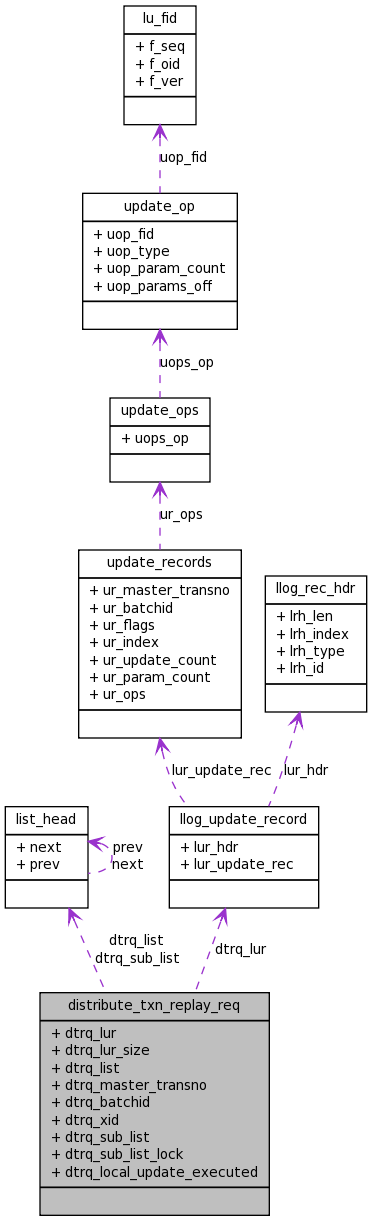 lu_fid
+ f_seq
+ f_oid
+ f_ver
uop_fid
update_op
+ uop_fid
+ uop_type
+ uop_param_count
+ uop_params_off
uops_op
update_ops
+ uops_op
ur_ops
update_records
+ ur_master_transno
+ ur_batchid
+ ur_flags
+ ur_index
+ ur_update_count
+ ur_param_count
+ ur_ops
llog_rec_hdr
+ lrh_len
+ lrh_index
+ lrh_type
+ lrh_id
lur_update_rec
lur_hdr
list_head
+ next
+ prev
prev
next
llog_update_record
+ lur_hdr
+ lur_update_rec
dtrq_list
dtrq_sub_list
dtrq_lur
distribute_txn_replay_req
+ dtrq_lur
+ dtrq_lur_size
+ dtrq_list
+ dtrq_master_transno
+ dtrq_batchid
+ dtrq_xid
+ dtrq_sub_list
+ dtrq_sub_list_lock
+ dtrq_local_update_executed